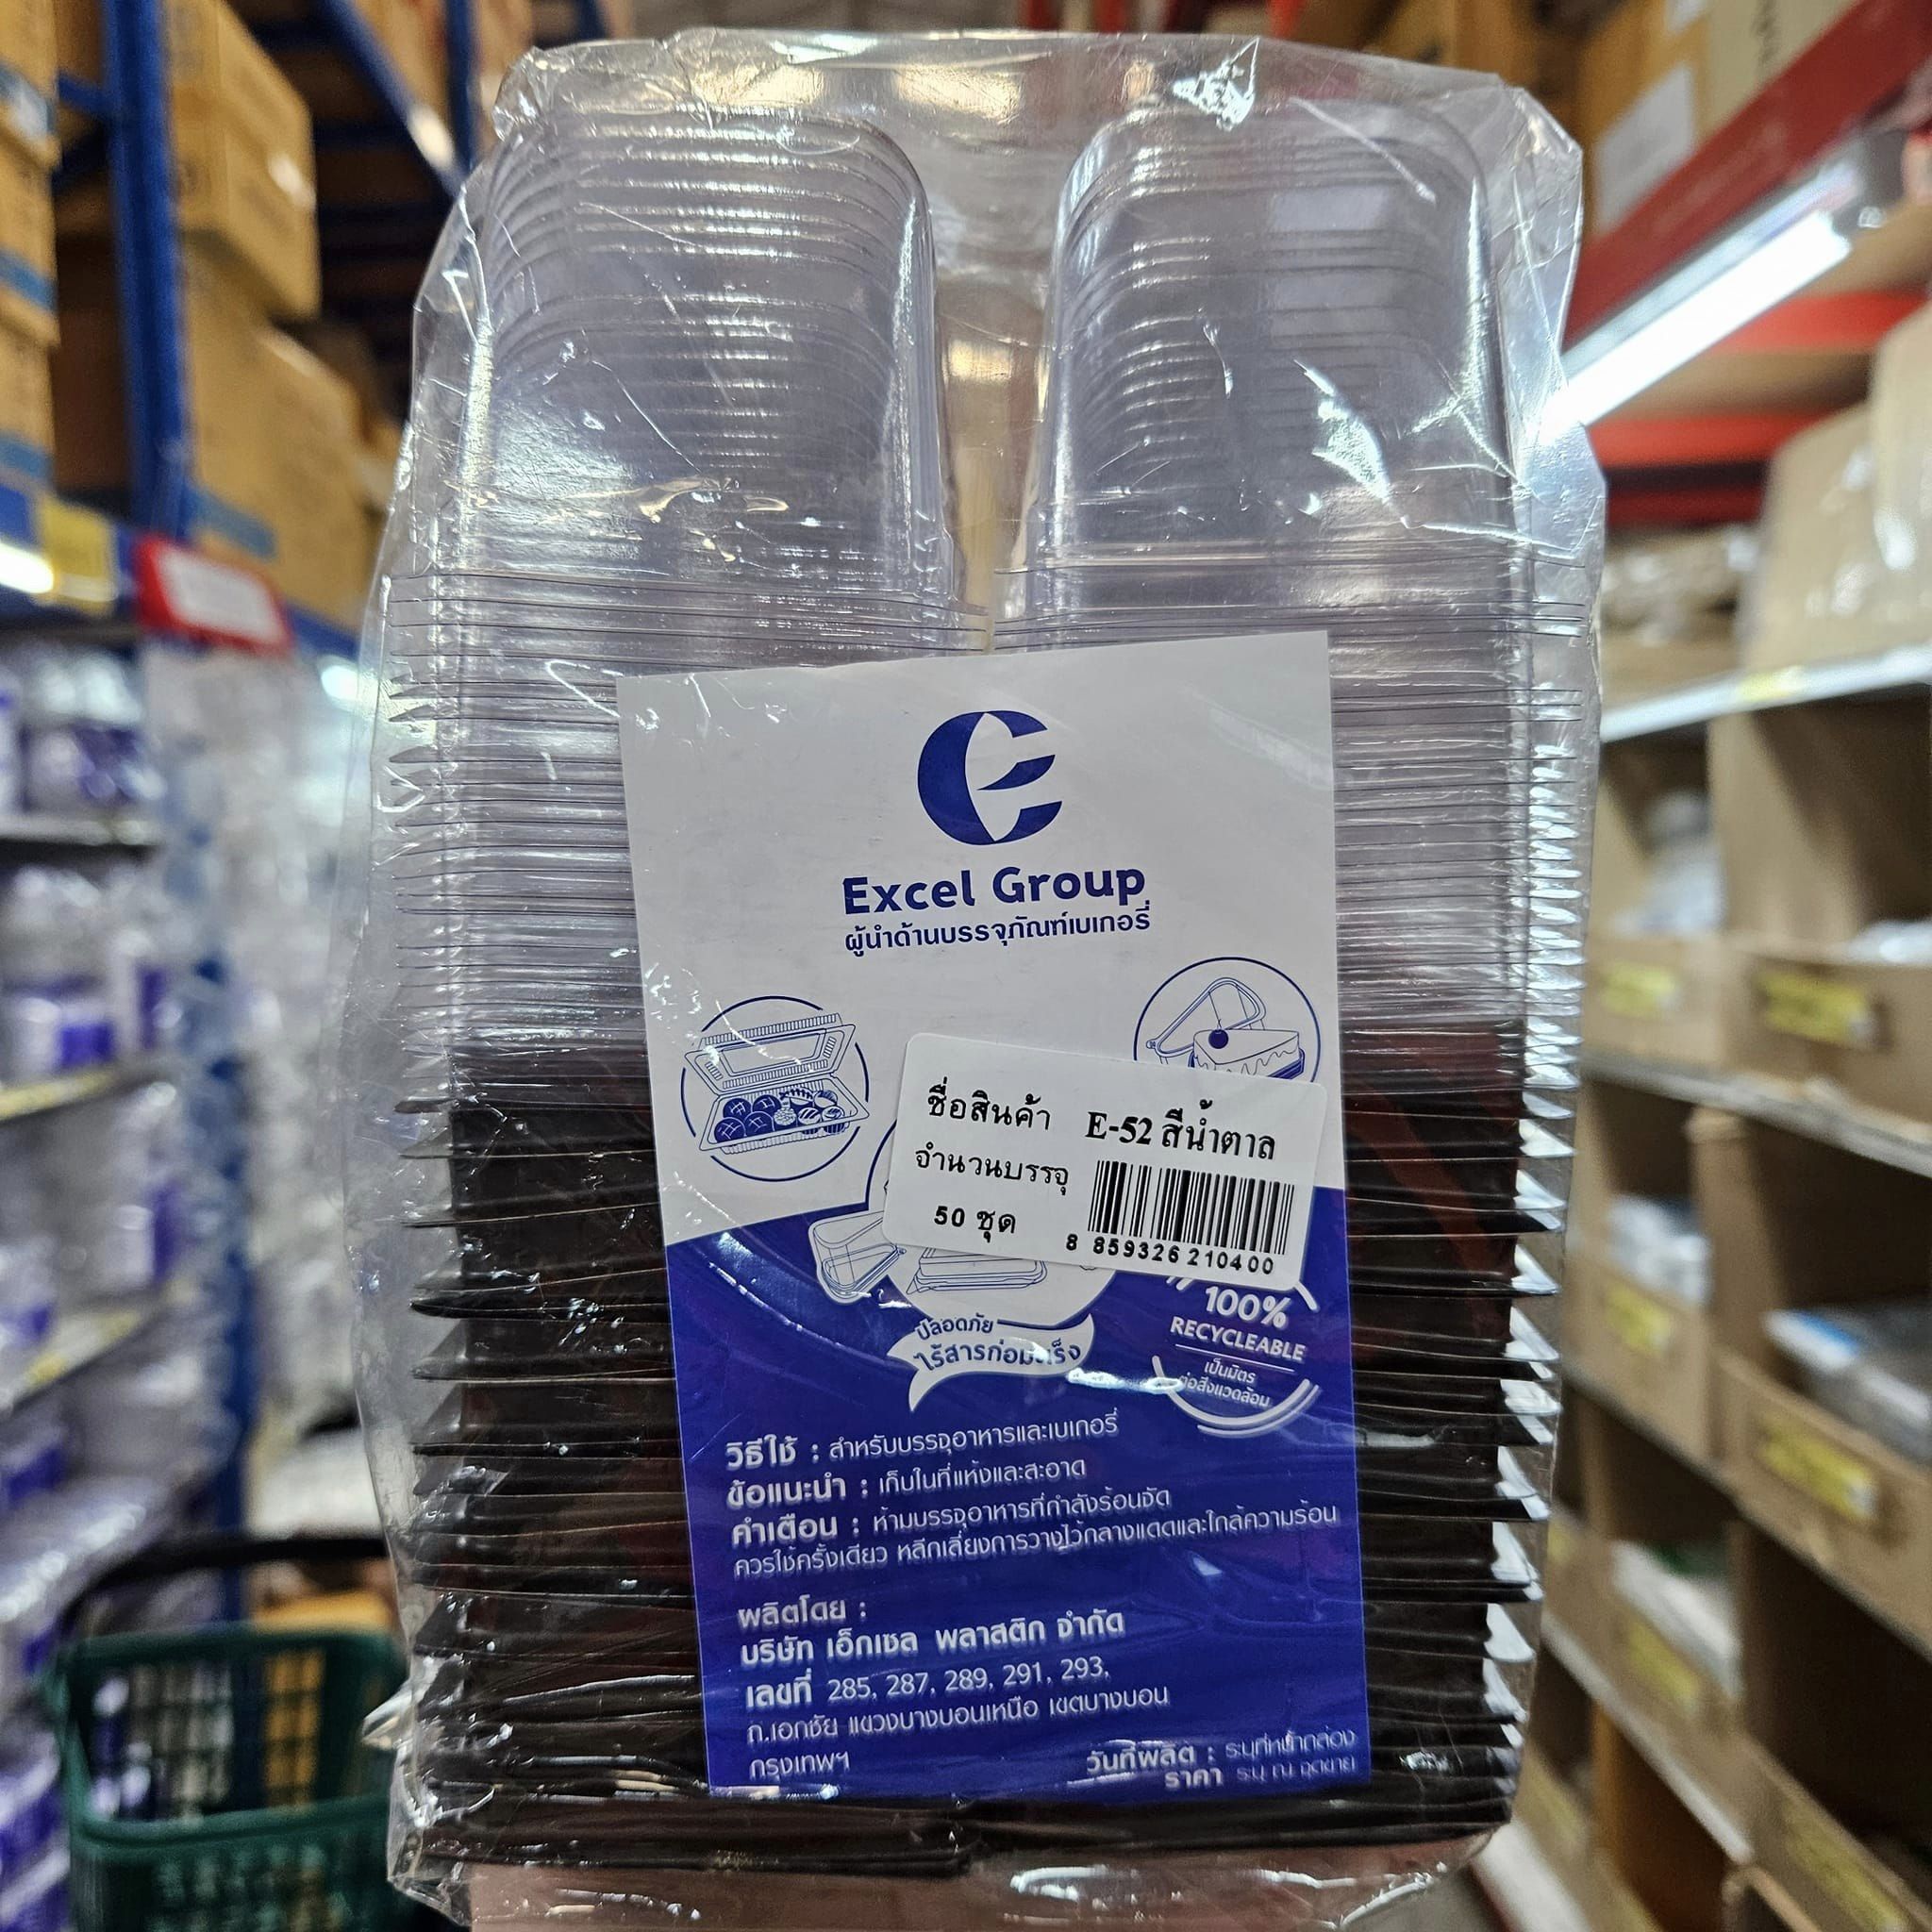 Excel Group
ผู้นำด้านบรรจุภัณฑ์เบเกอรี่
ชื่อสินค้า E-52 สีน้ำตาล
จำนวนบรรจุ
50 ชุด
8 859326 210400
ปลอดภัย
ไร้สารก่อมะเร็ง
100%
RECYCLEABLE
เป็นมิตร
ต่อสิ่งแวดล้อม
วิธีใช้ : สำหรับบรรจุอาหารและเบเกอรี่
ข้อแนะนำ : เก็บในที่แห้งและสะอาด
คำเตือน : ห้ามบรรจุอาหารที่กำลังร้อนจัด
ควรใช้ครั้งเดียว หลีกเลี่ยงการวางไว้กลางแดดและใกล้ความร้อน
ผลิตโดย :
บริษัท เอ็กเซล พลาสติก จำกัด
เลขที่ 285, 287, 289, 291, 293,
ถ.เอกชัย แขวงบางบอนเหนือ เขตบางบอน
กรุงเทพฯ
วันที่ผลิต : ระบุที่หน้ากล่อง
ราคา ระบุ ณ จุดขาย